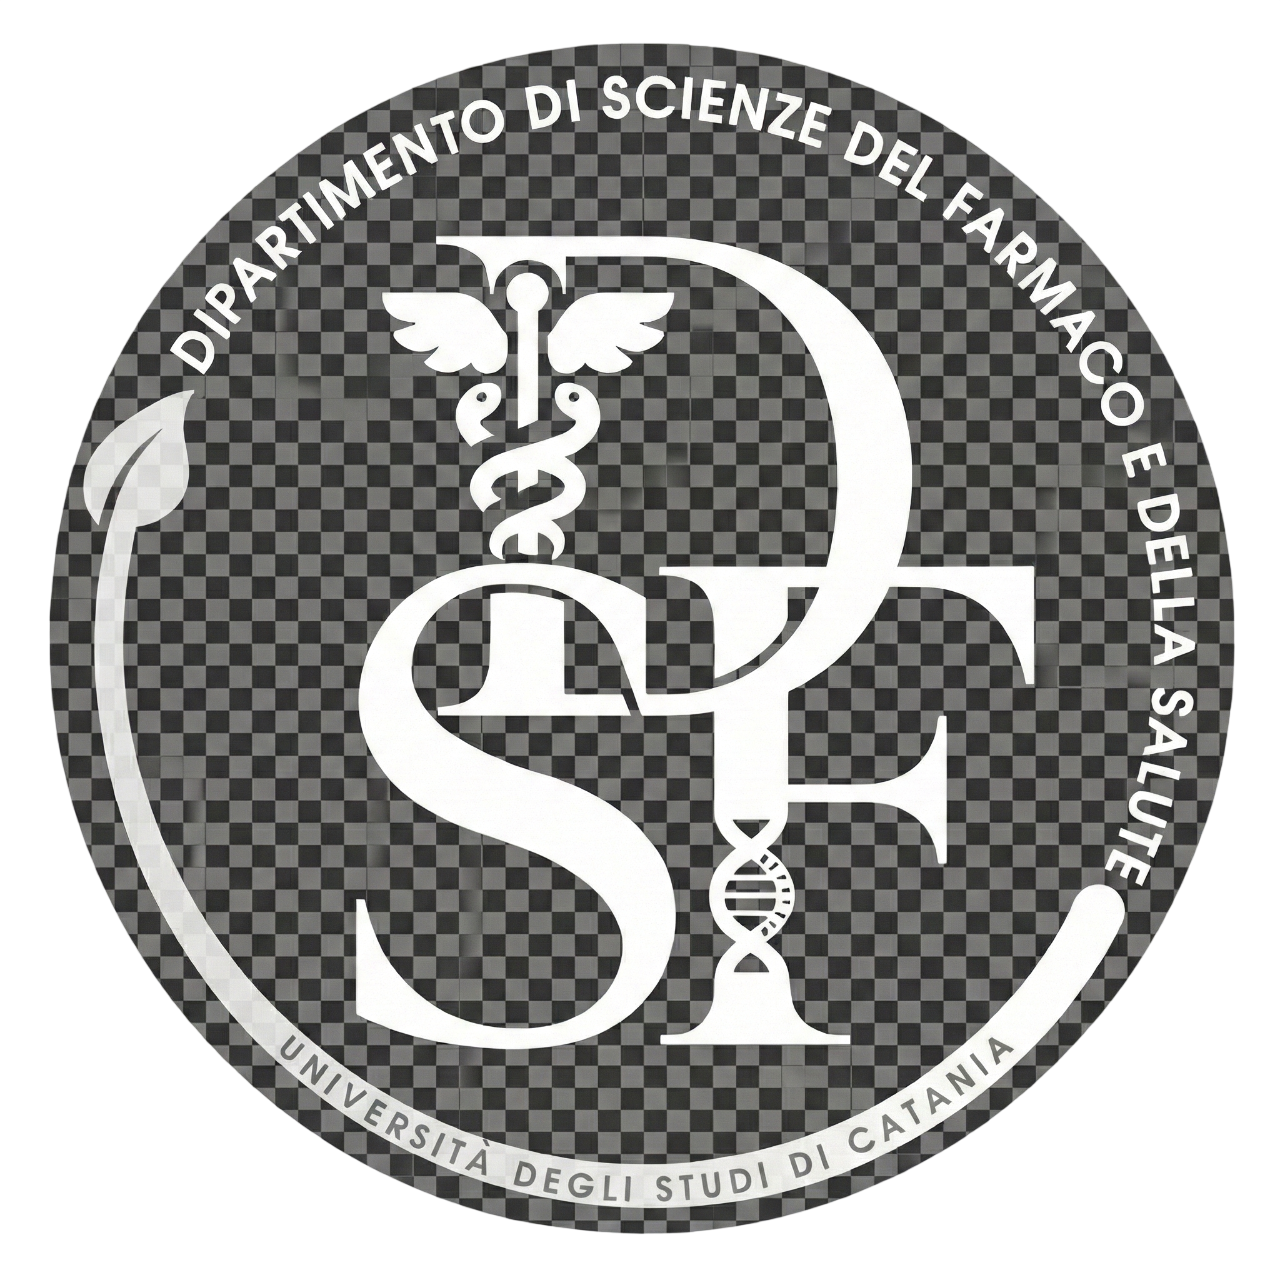 DIPARTIMENTO DI SCIENZE DEL FARMACO E DELLA SALUTE
DSF
UNIVERSITÀ DEGLI STUDI DI CATANIA